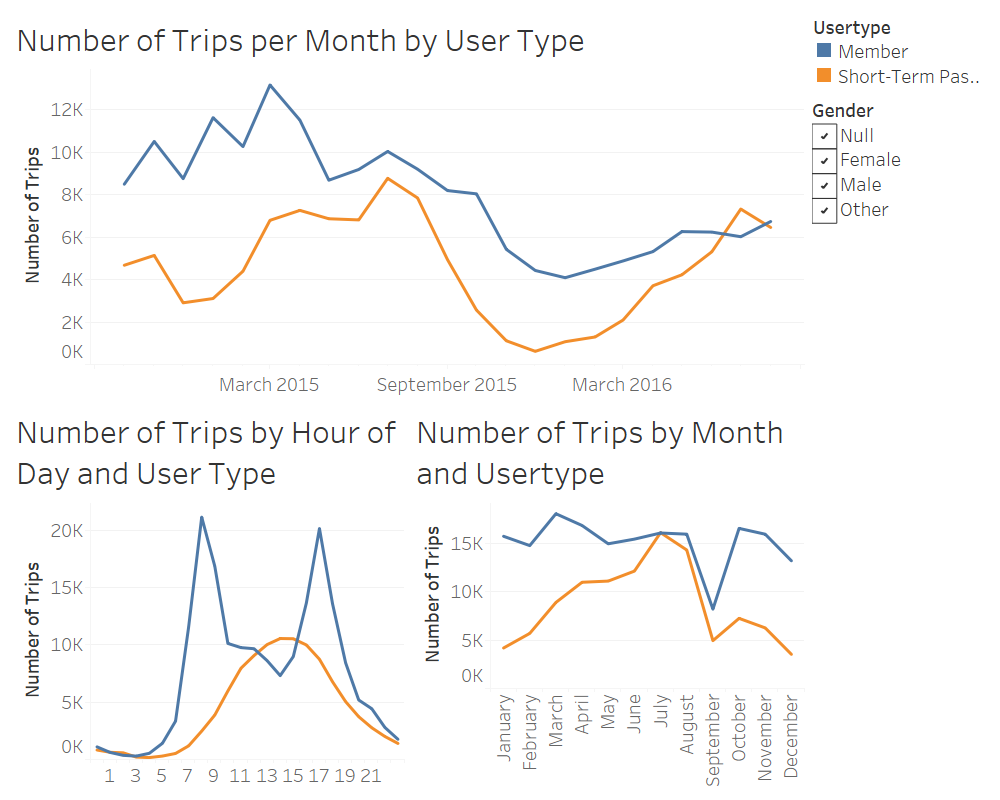 Number of Trips per Month by User Type
Usertype
Member
Short-Term Pas..
Gender
Null
Female
Male
Other
Number of Trips
12K
10K
8K
6K
4K
2K
0K
March 2015
September 2015
March 2016
Number of Trips by Hour of
Day and User Type
Number of Trips
20K
15K
10K
5K
0K
1 3 5 7 9 11 13 15 17 19 21
Number of Trips by Month
and Usertype
Number of Trips
15K
10K
5K
0K
January
February
March
April
May
June
July
August
September
October
November
December